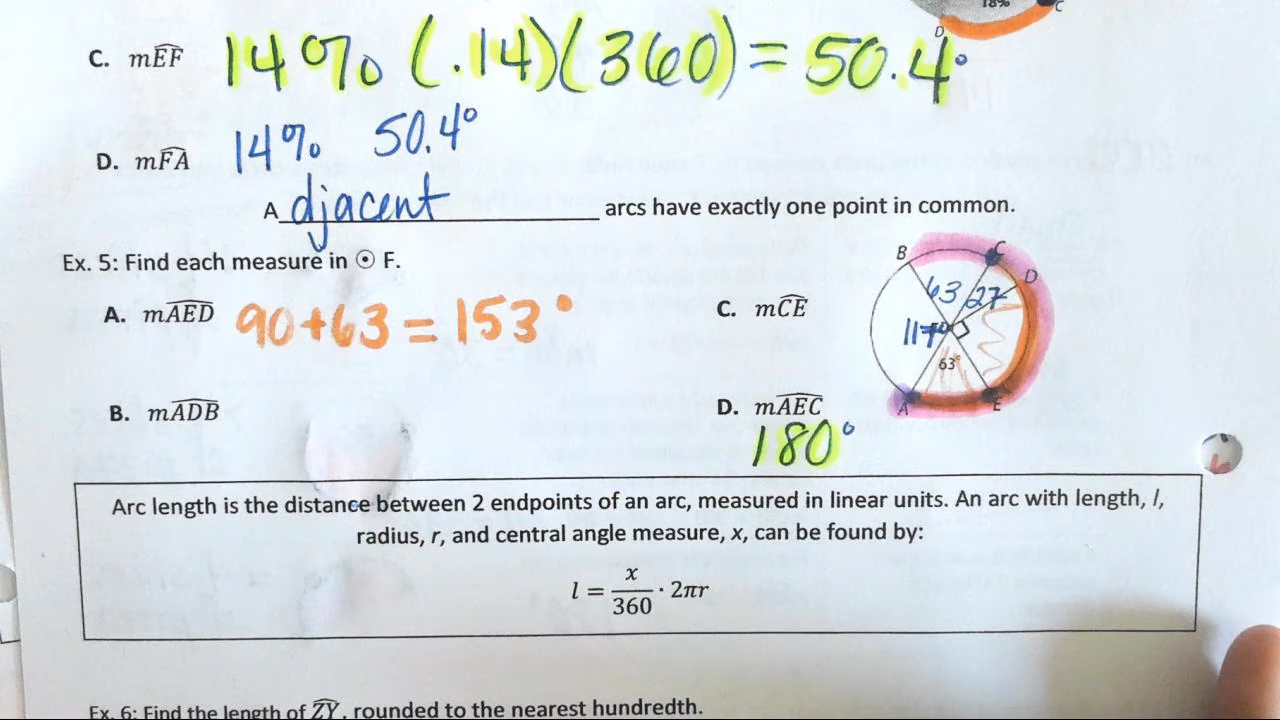 18%
D
C
C. mEF 14% (.14)(360) = 50.4°
D. mFA 14% 50.4°
Adjacent arcs have exactly one point in common.
Ex. 5: Find each measure in ⊙ F.
A. mAED 90+63=153°
C. mCE
B C D
63 27
117°
63
A E
B. mADB
D. mAEC
180°
Arc length is the distance between 2 endpoints of an arc, measured in linear units. An arc with length, l,
radius, r, and central angle measure, x, can be found by:
l = x/360 · 2πr
Ex. 6: Find the length of ZY, rounded to the nearest hundredth.